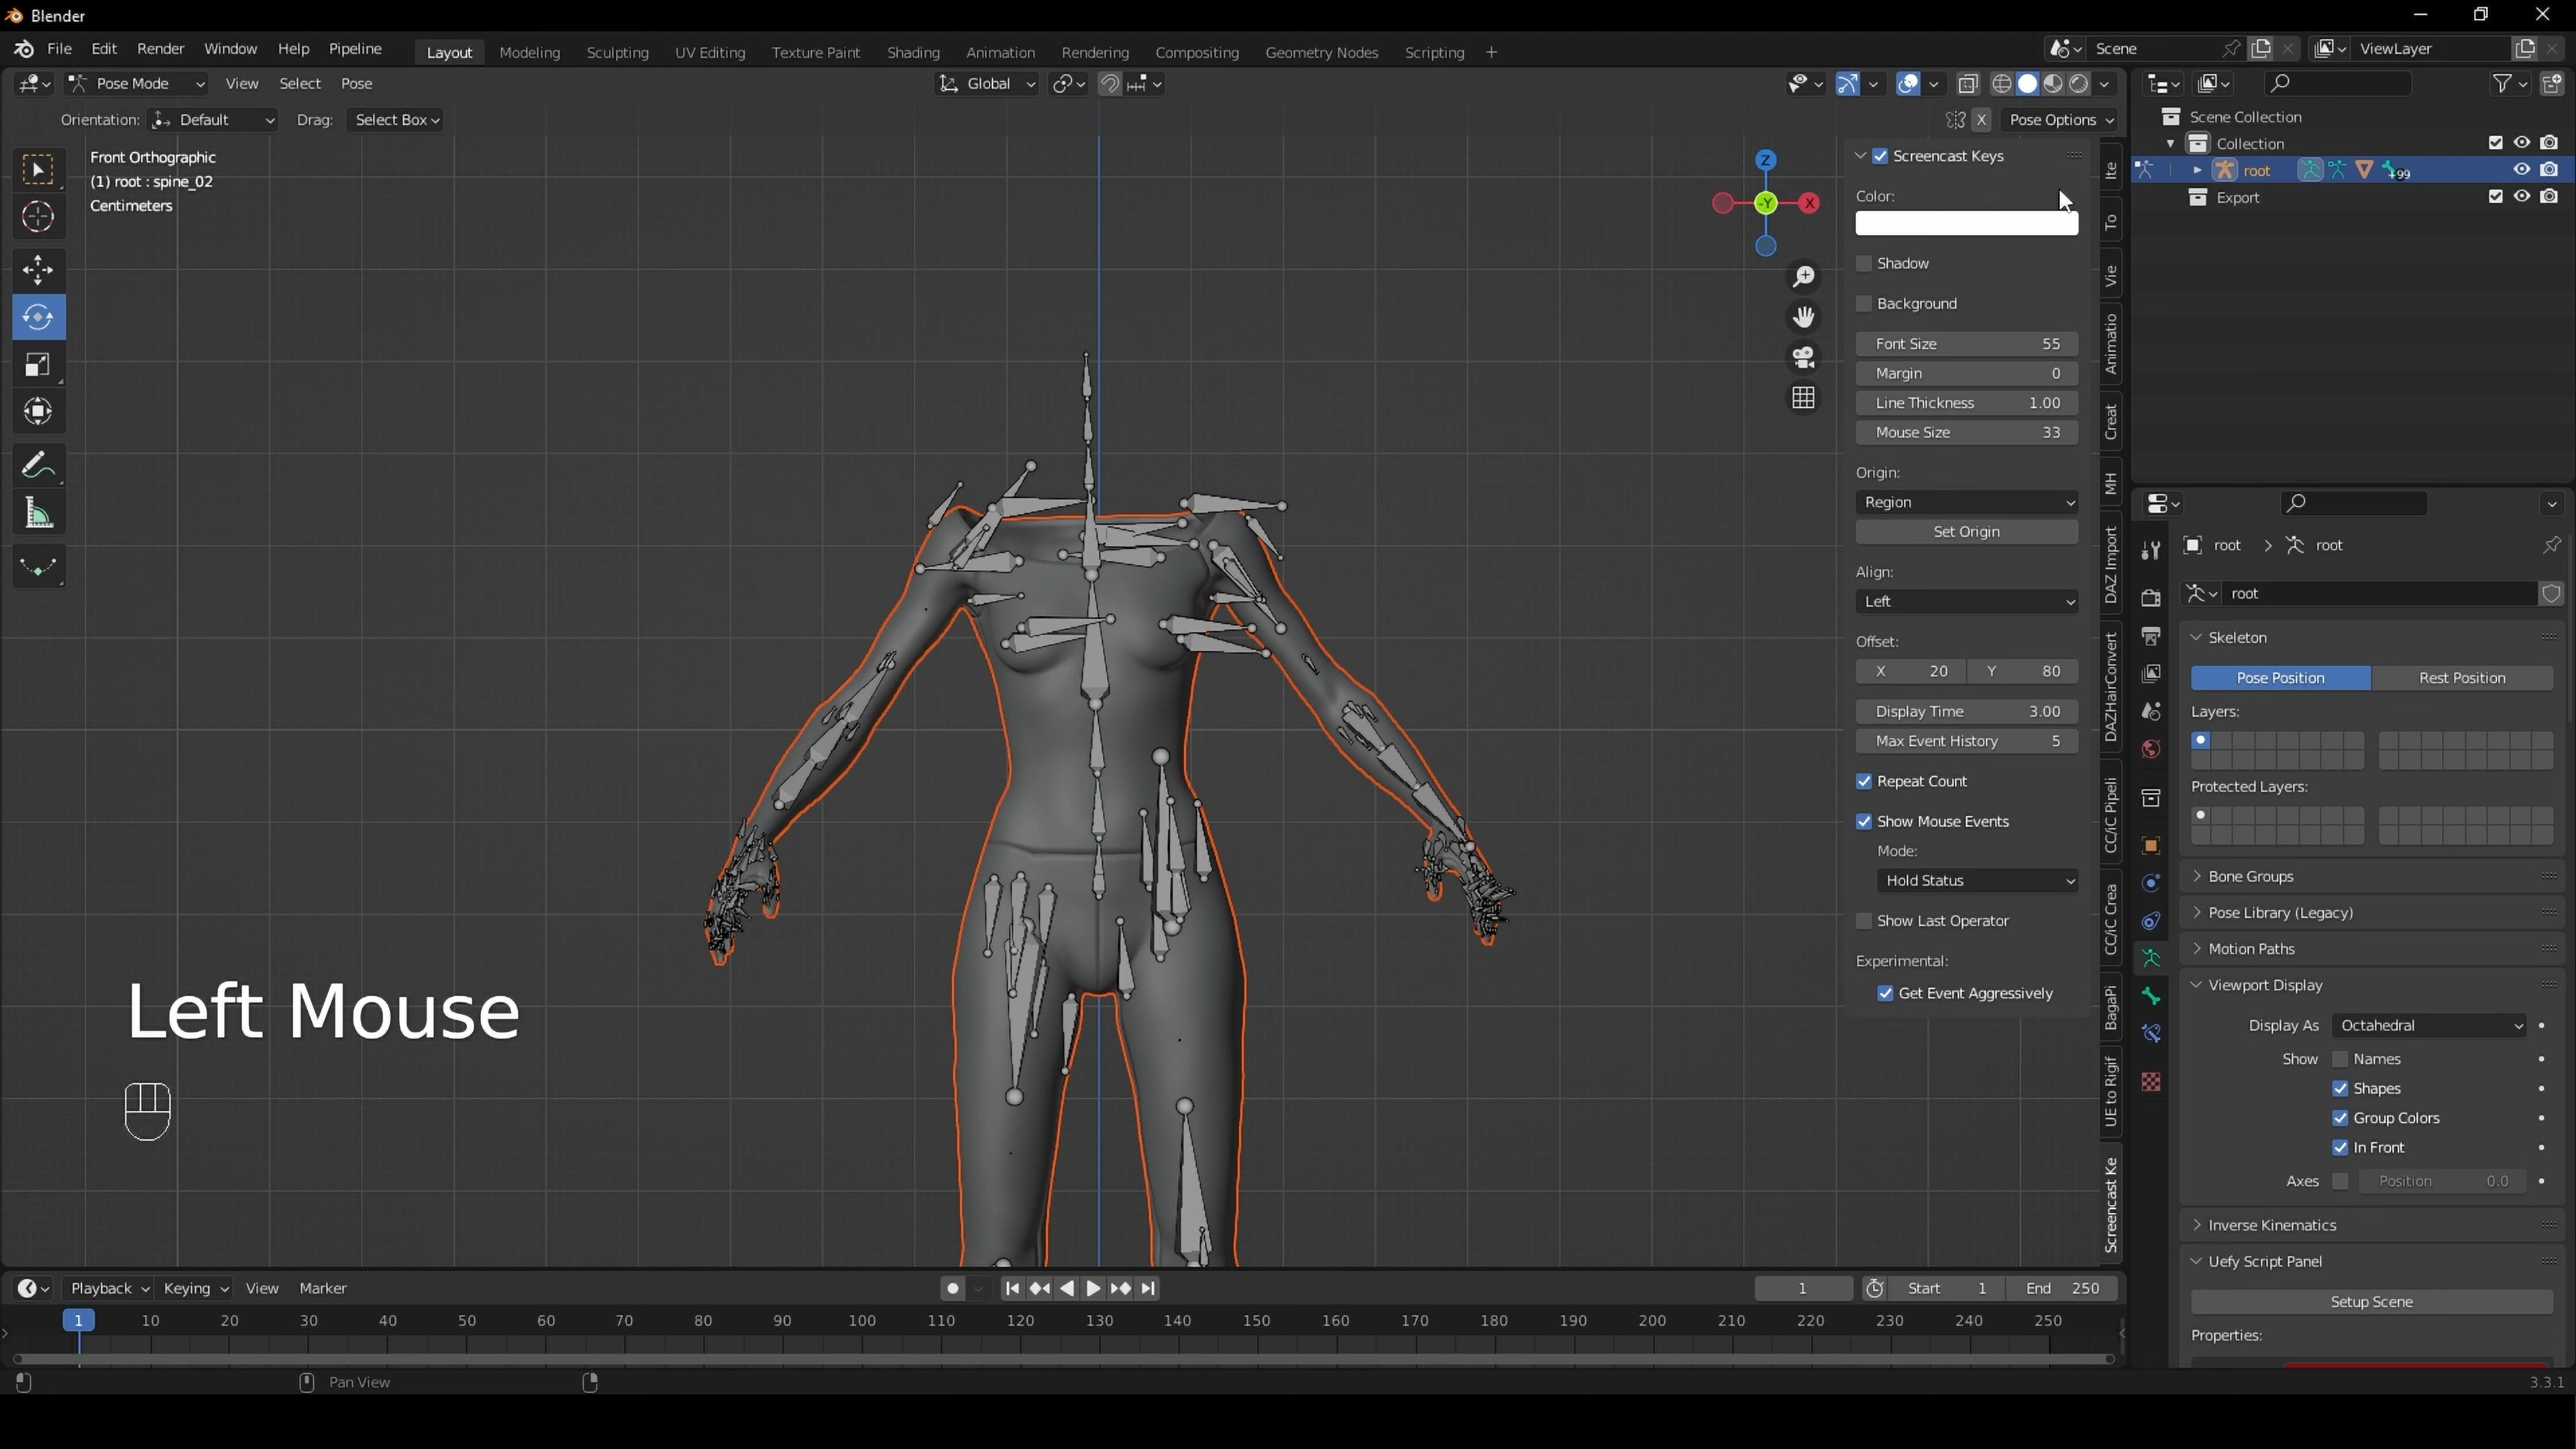 Blender
File Edit Render Window Help Pipeline Layout Modeling Sculpting UV Editing Texture Paint Shading Animation Rendering Compositing Geometry Nodes Scripting + Scene ViewLayer
Pose Mode View Select Pose Global
Orientation: Default Drag: Select Box X Pose Options
Front Orthographic
(1) root : spine_02
Centimeters
Z
-Y
X
Screencast Keys
Color:
Shadow
Background
Font Size 55
Margin 0
Line Thickness 1.00
Mouse Size 33
Origin:
Region
Set Origin
Align:
Left
Offset:
X 20 Y 80
Display Time 3.00
Max Event History 5
Repeat Count
Show Mouse Events
Mode:
Hold Status
Show Last Operator
Experimental:
Get Event Aggressively
Ite
To
Vie
Animatio
Creat
MH
DAZ Import
DAZHairConvert
CC/iC Pipeli
CC/iC Crea
BagaPi
UE to Rigif
Screencast Ke
Scene Collection
Collection
root +99
Export
root > root
root
Skeleton
Pose Position Rest Position
Layers:
Protected Layers:
Bone Groups
Pose Library (Legacy)
Motion Paths
Viewport Display
Display As Octahedral
Show Names
Shapes
Group Colors
In Front
Axes Position 0.0
Inverse Kinematics
Uefy Script Panel
Setup Scene
Properties:
Left Mouse
Playback Keying View Marker 1 Start 1 End 250
1 10 20 30 40 50 60 70 80 90 100 110 120 130 140 150 160 170 180 190 200 210 220 230 240 250
Pan View 3.3.1